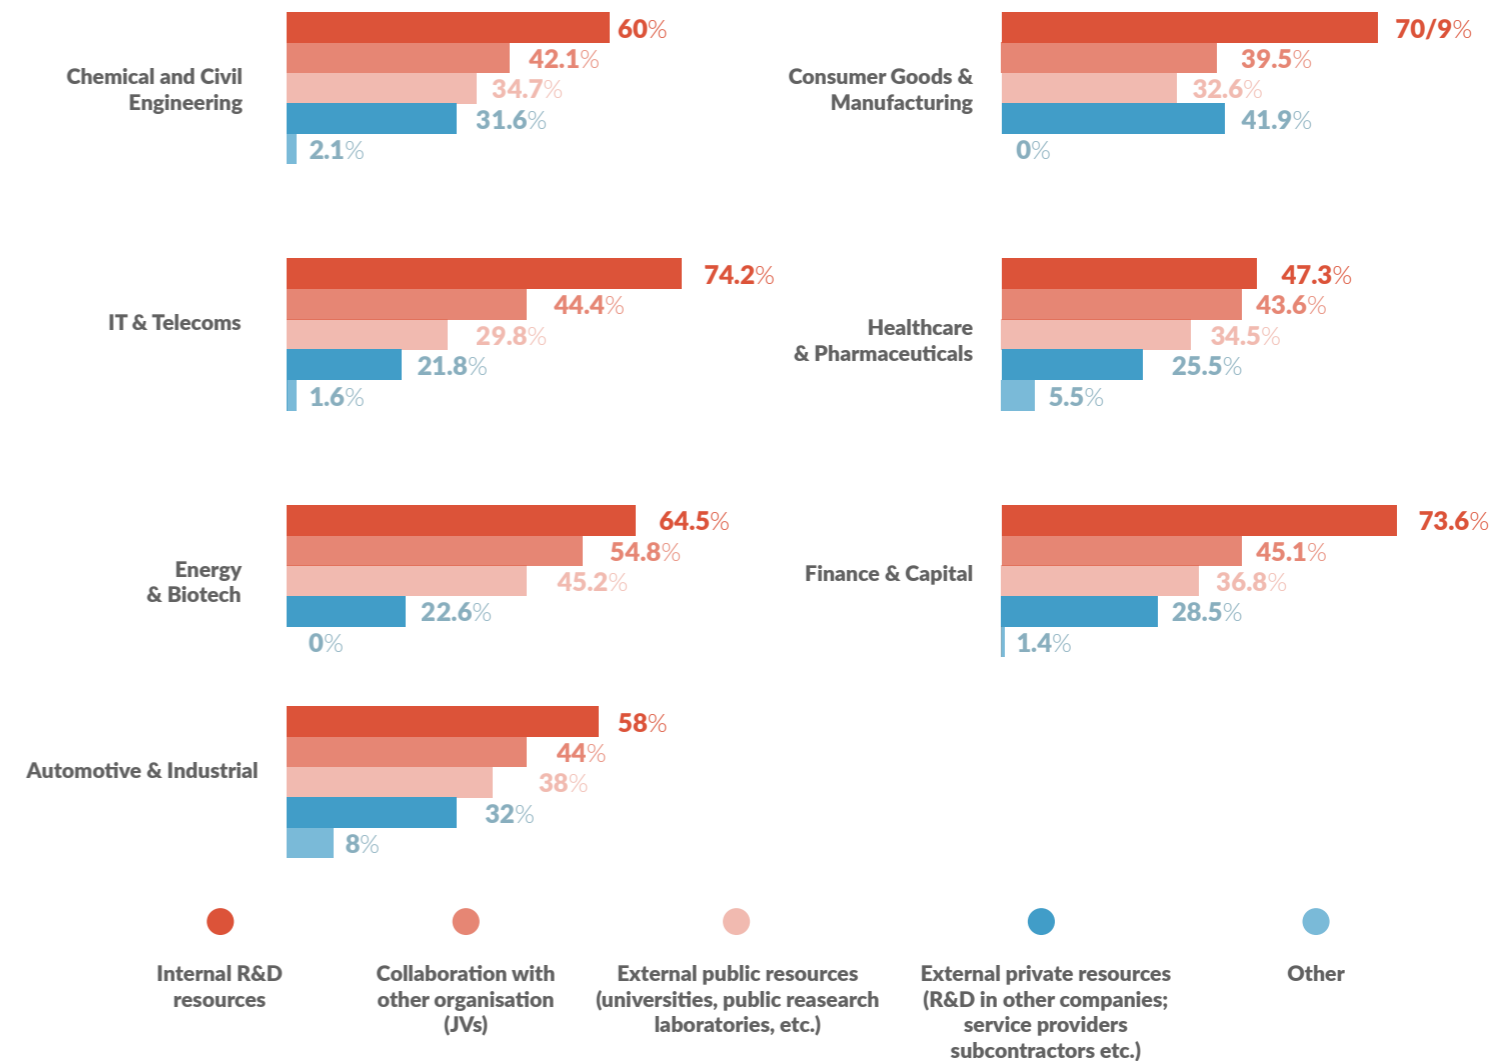 Chemical and Civil
Engineering
60%
42.1%
34.7%
31.6%
2.1%
Consumer Goods &
Manufacturing
70/9%
39.5%
32.6%
41.9%
0%
IT & Telecoms
74.2%
44.4%
29.8%
21.8%
1.6%
Healthcare
& Pharmaceuticals
47.3%
43.6%
34.5%
25.5%
5.5%
Energy
& Biotech
64.5%
54.8%
45.2%
22.6%
0%
Finance & Capital
73.6%
45.1%
36.8%
28.5%
1.4%
Automotive & Industrial
58%
44%
38%
32%
8%
Internal R&D
resources
Collaboration with
other organisation
(JVs)
External public resources
(universities, public reasearch
laboratories, etc.)
External private resources
(R&D in other companies;
service providers
subcontractors etc.)
Other